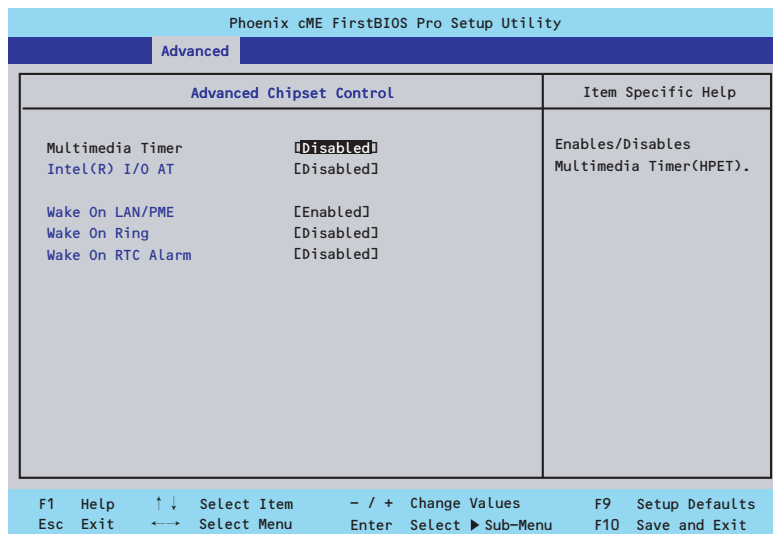 Phoenix cME FirstBIOS Pro Setup Utility
Advanced
Advanced Chipset Control
Item Specific Help
Multimedia Timer [Disabled]
Intel(R) I/O AT [Disabled]
Wake On LAN/PME [Enabled]
Wake On Ring [Disabled]
Wake On RTC Alarm [Disabled]
Enables/Disables
Multimedia Timer(HPET).
F1 Help ↑↓ Select Item - / + Change Values F9 Setup Defaults
Esc Exit ←→ Select Menu Enter Select ▶ Sub-Menu F10 Save and Exit